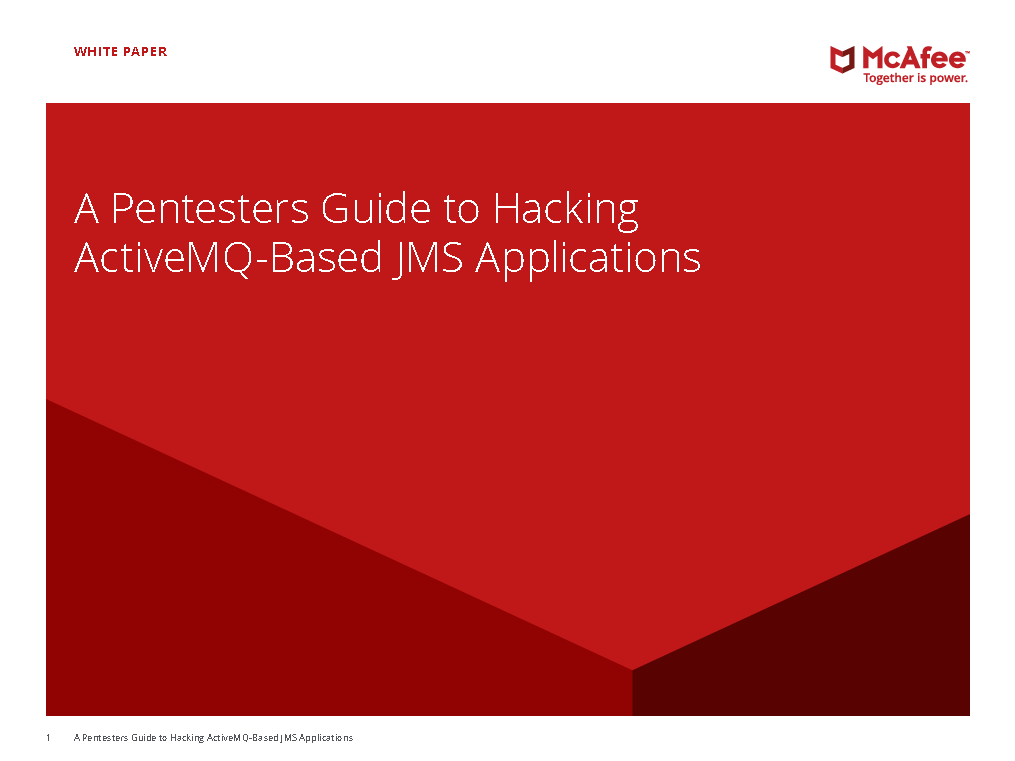 WHITE PAPER
McAfee™
Together is power.
A Pentesters Guide to Hacking
ActiveMQ-Based JMS Applications
1 A Pentesters Guide to Hacking ActiveMQ-Based JMS Applications